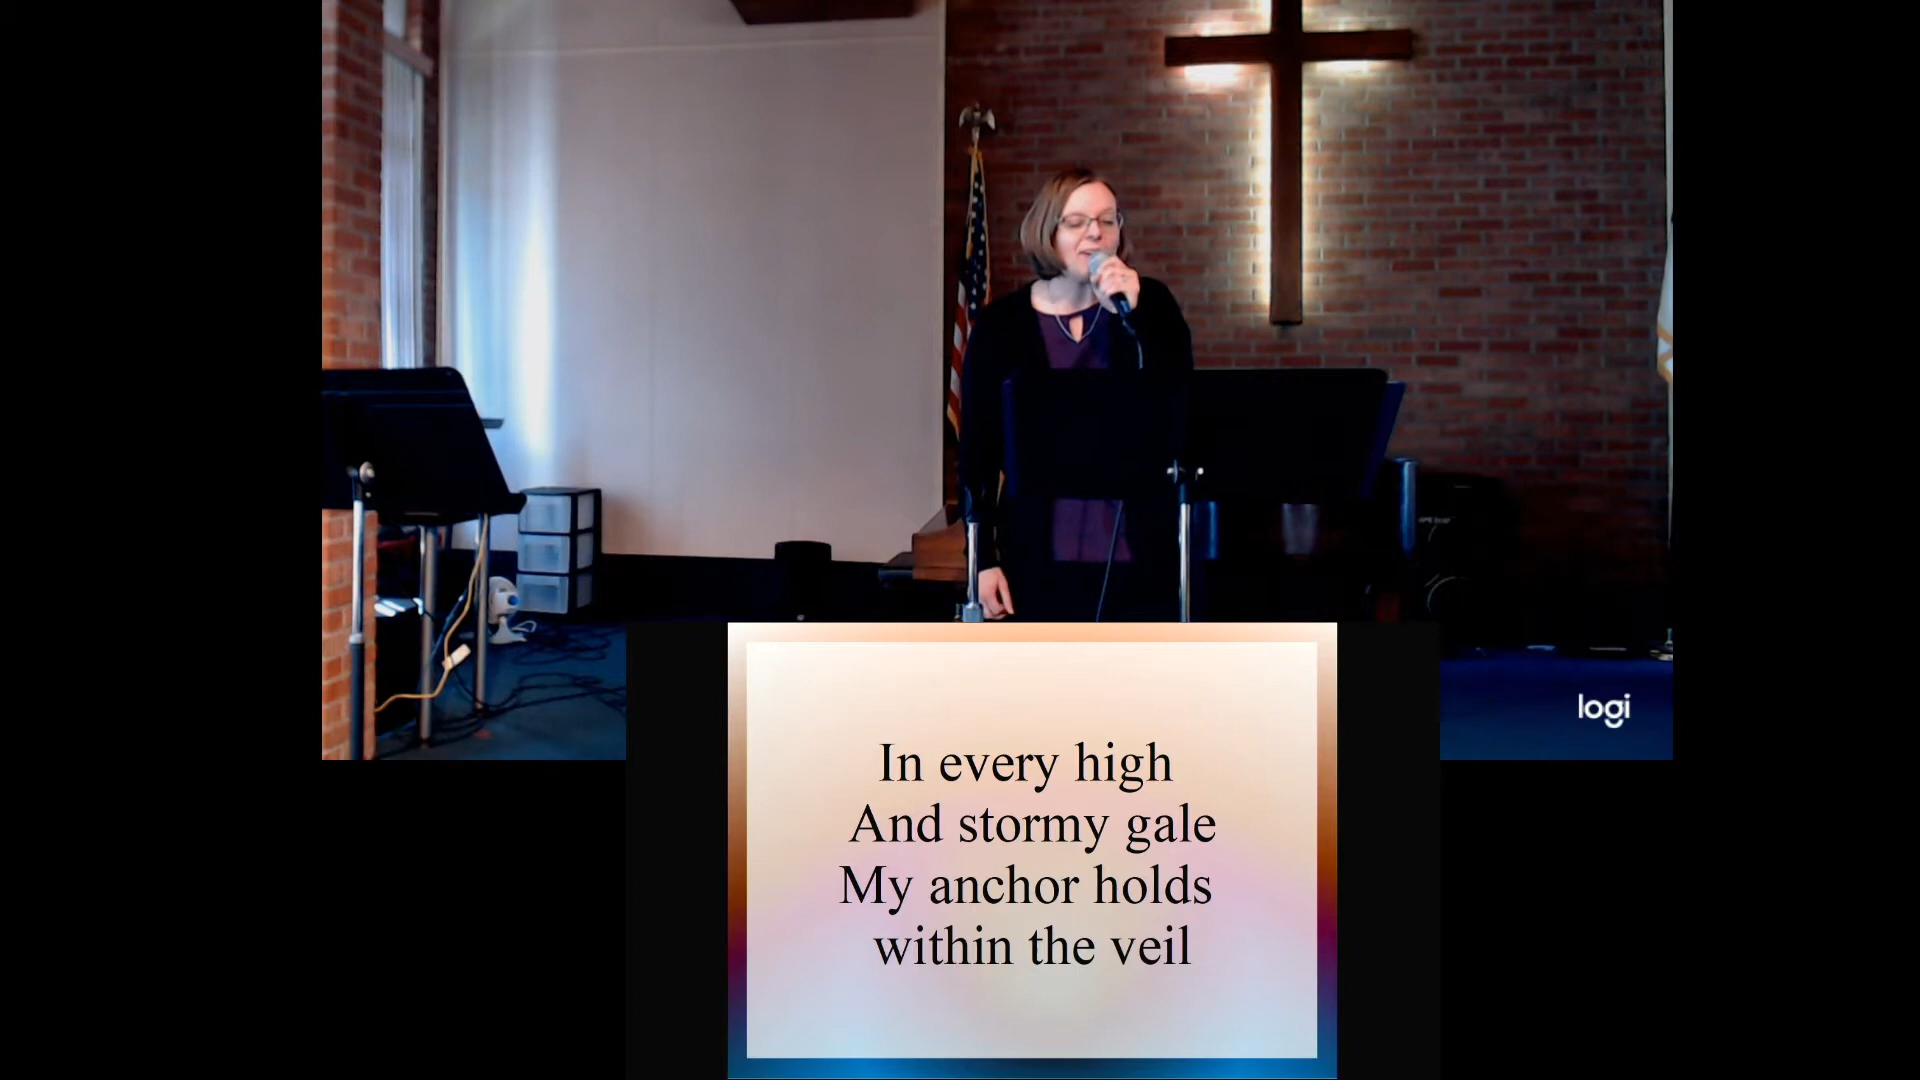 logi
In every high
And stormy gale
My anchor holds
within the veil